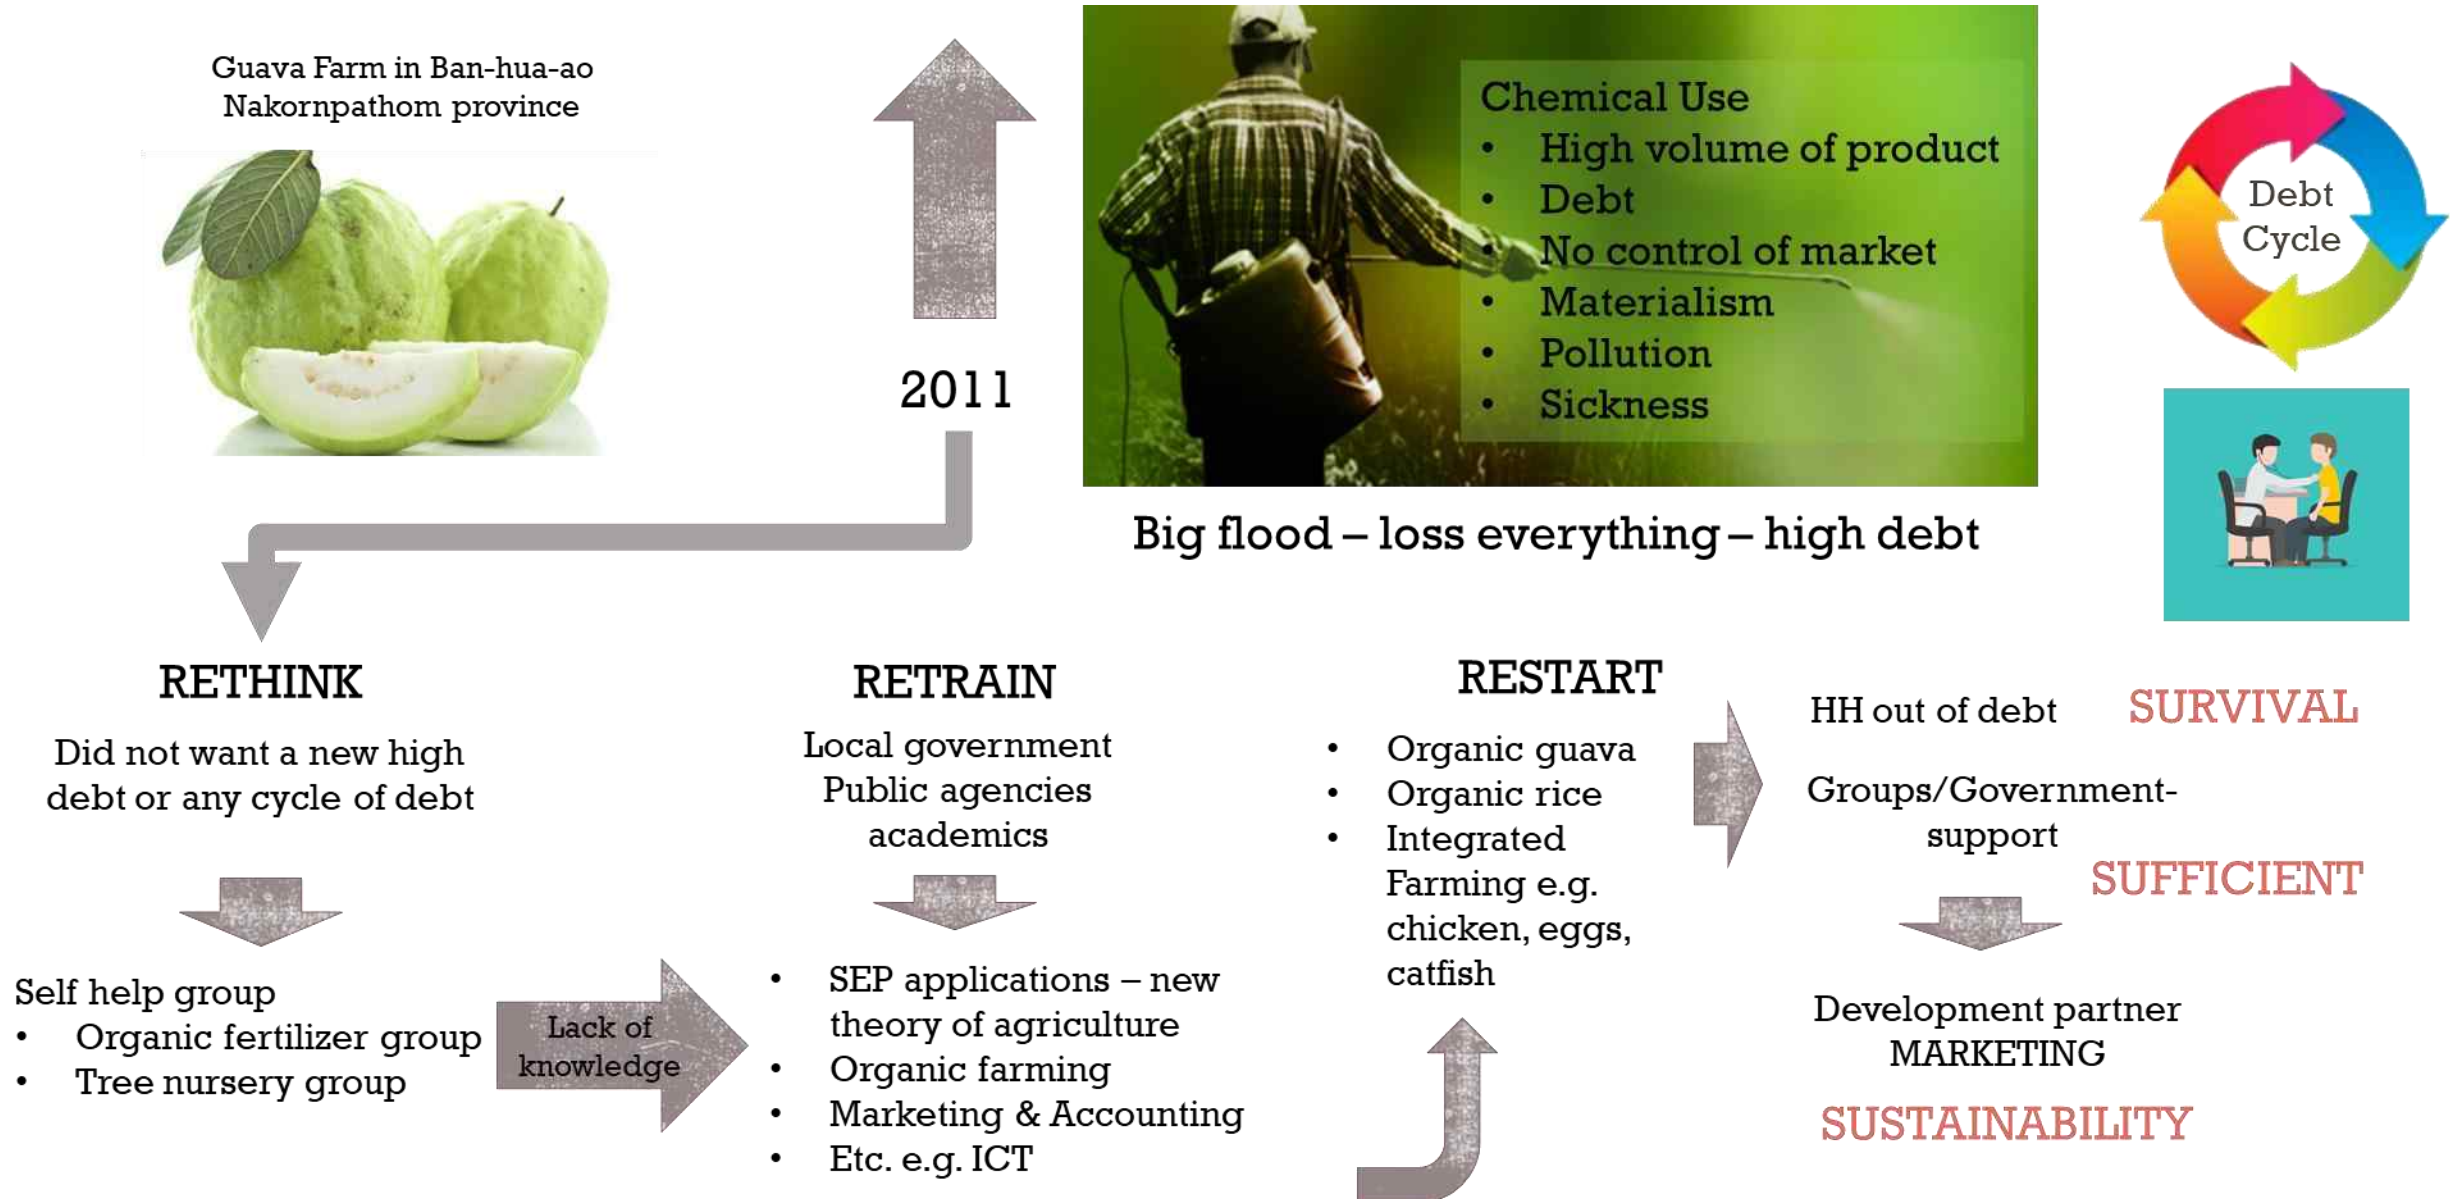 Guava Farm in Ban-hua-ao
Nakornpathom province
2011
Chemical Use
• High volume of product
• Debt
• No control of market
• Materialism
• Pollution
• Sickness
Debt
Cycle
Big flood – loss everything – high debt
RETHINK
Did not want a new high
debt or any cycle of debt
Self help group
• Organic fertilizer group
• Tree nursery group
Lack of
knowledge
RETRAIN
Local government
Public agencies
academics
• SEP applications – new
theory of agriculture
• Organic farming
• Marketing & Accounting
• Etc. e.g. ICT
RESTART
• Organic guava
• Organic rice
• Integrated
Farming e.g.
chicken, eggs,
catfish
HH out of debt
SURVIVAL
Groups/Government-
support
SUFFICIENT
Development partner
MARKETING
SUSTAINABILITY